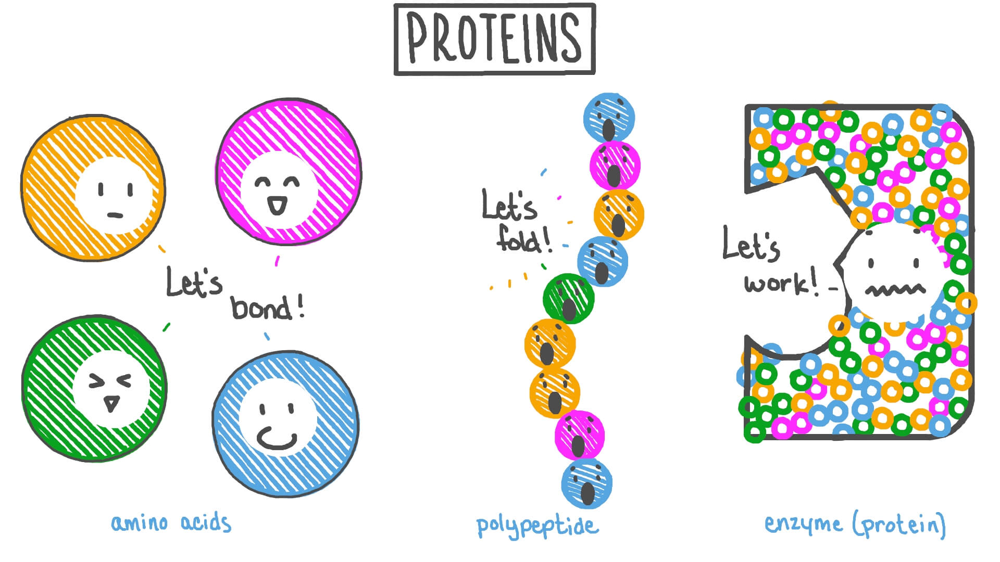 PROTEINS
Let's
bond!
amino acids
Let's
fold!
polypeptide
Let's
work!
enzyme (protein)